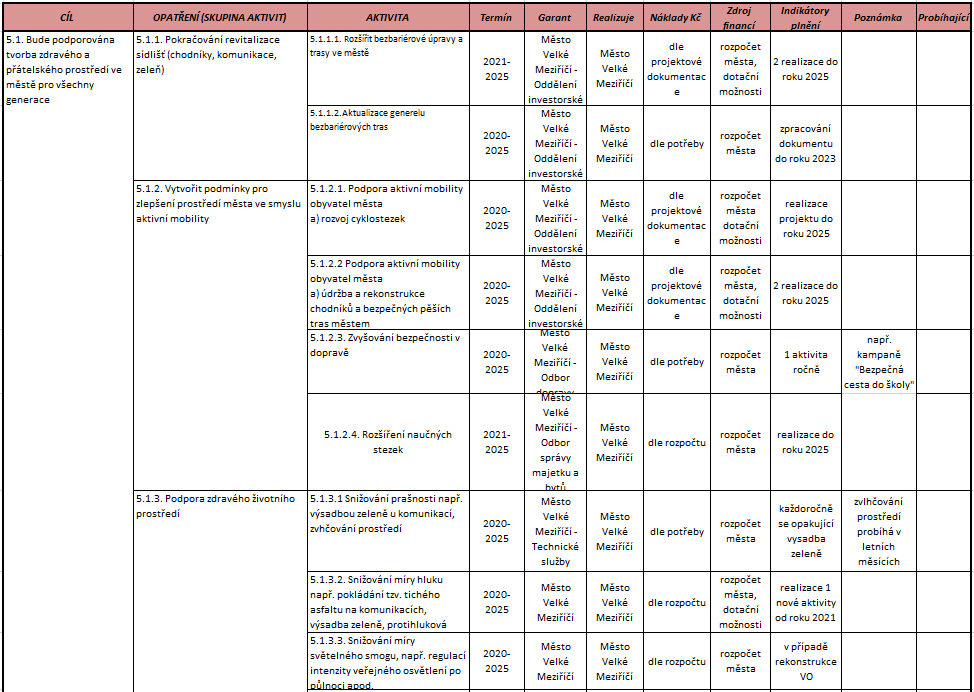 CÍL
OPATŘENÍ (SKUPINA AKTIVIT)
AKTIVITA
Termín
Garant
Realizuje
Náklady Kč
Zdroj
financí
Indikátory
plnění
Poznámka
Probíhající
5.1. Bude podporována
tvorba zdravého a
přátelského prostředí ve
městě pro všechny
generace
5.1.1. Pokračování revitalizace
sídlišť (chodníky, komunikace,
zeleň)
5.1.1.1. Rozšířit bezbariérové úpravy a
trasy ve městě
2021-
2025
Město
Velké
Meziříčí -
Oddělení
investorské
Město
Velké
Meziříčí
dle
projektové
dokumentac
e
rozpočet
města,
dotační
možnosti
2 realizace do
roku 2025
5.1.1.2.Aktualizace generelu
bezbariérových tras
2020-
2025
Město
Velké
Meziříčí -
Oddělení
investorské
Město
Velké
Meziříčí
dle potřeby
rozpočet
města
zpracování
dokumentu
do roku 2023
5.1.2. Vytvořit podmínky pro
zlepšení prostředí města ve smyslu
aktivní mobility
5.1.2.1. Podpora aktivní mobility
obyvatel města
a) rozvoj cyklostezek
2020-
2025
Město
Velké
Meziříčí -
Oddělení
investorské
Město
Velké
Meziříčí
dle
projektové
dokumentac
e
rozpočet
města
dotační
možnosti
realizace
projektu do
roku 2025
5.1.2.2 Podpora aktivní mobility
obyvatel města
a) údržba a rekonstrukce
chodníků a bezpečných pěších
tras městem
2020-
2025
Město
Velké
Meziříčí -
Oddělení
investorské
Město
Velké
Meziříčí
dle
projektové
dokumentac
e
rozpočet
města,
dotační
možnosti
2 realizace do
roku 2025
5.1.2.3. Zvyšování bezpečnosti v
dopravě
2020-
2025
Město
Velké
Meziříčí -
Odbor
dopravy
Město
Velké
Meziříčí
dle potřeby
rozpočet
města
1 aktivita
ročně
např.
kampaně
"Bezpečná
cesta do školy"
5.1.2.4. Rozšíření naučných
stezek
2021-
2025
Město
Velké
Meziříčí -
Odbor
správy
majetku a
bytů
Město
Velké
Meziříčí
dle rozpočtu
rozpočet
města
realizace do
roku 2025
5.1.3. Podpora zdravého životního
prostředí
5.1.3.1 Snižování prašnosti např.
výsadbou zeleně u komunikací,
zvhčování prostředí
2020-
2025
Město
Velké
Meziříčí -
Technické
služby
Město
Velké
Meziříčí
dle potřeby
rozpočet
města
každoročně
se opakující
vysadba
zeleně
zvlhčování
prostředí
probíhá v
letních
měsících
5.1.3.2. Snižování míry hluku
např. pokládání tzv. tichého
asfaltu na komunikacích,
výsadba zeleně, protihluková
2020-
2025
Město
Velké
Meziříčí
Město
Velké
Meziříčí
dle rozpočtu
rozpočet
města,
dotační
možnosti
realizace 1
nové aktivity
od roku 2021
5.1.3.3. Snižování míry
světelného smogu, např. regulací
intenzity veřejného osvětlení po
půlnoci apod.
2020-
2025
Město
Velké
Meziříčí
Město
Velké
Meziříčí
dle rozpočtu
rozpočet
města
v případě
rekonstrukce
VO